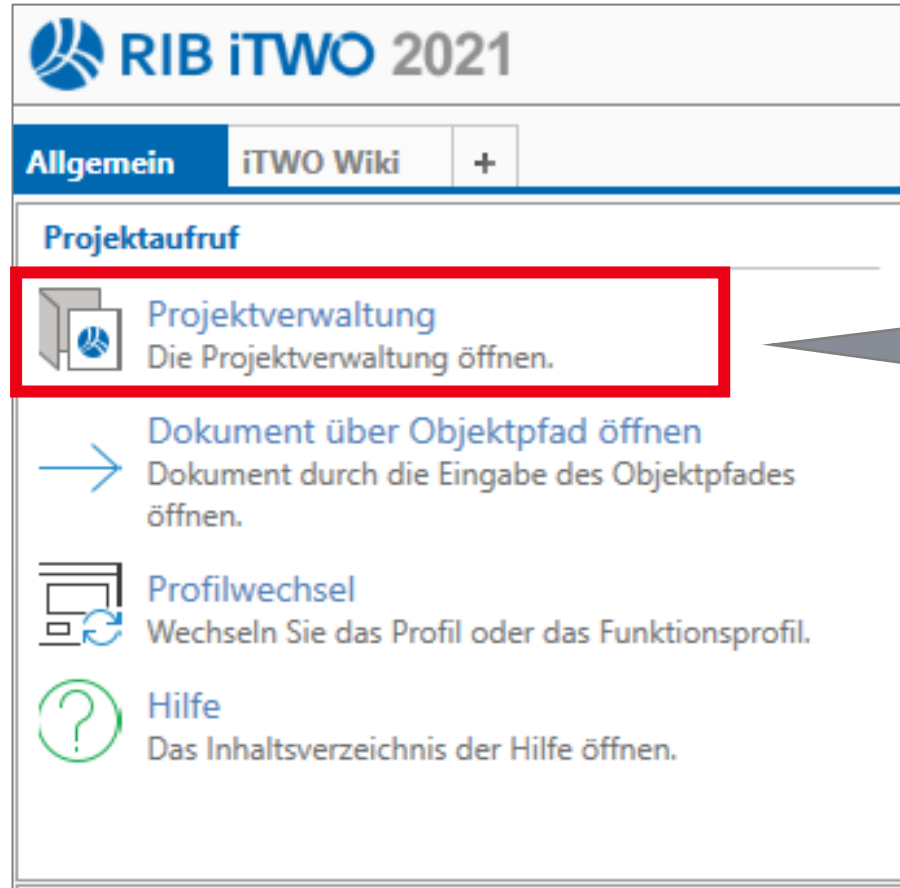 RIB iTWO 2021
Allgemein iTWO Wiki +
Projektaufruf
Projektverwaltung
Die Projektverwaltung öffnen.
Dokument über Objektpfad öffnen
Dokument durch die Eingabe des Objektpfades
öffnen.
Profilwechsel
Wechseln Sie das Profil oder das Funktionsprofil.
Hilfe
Das Inhaltsverzeichnis der Hilfe öffnen.